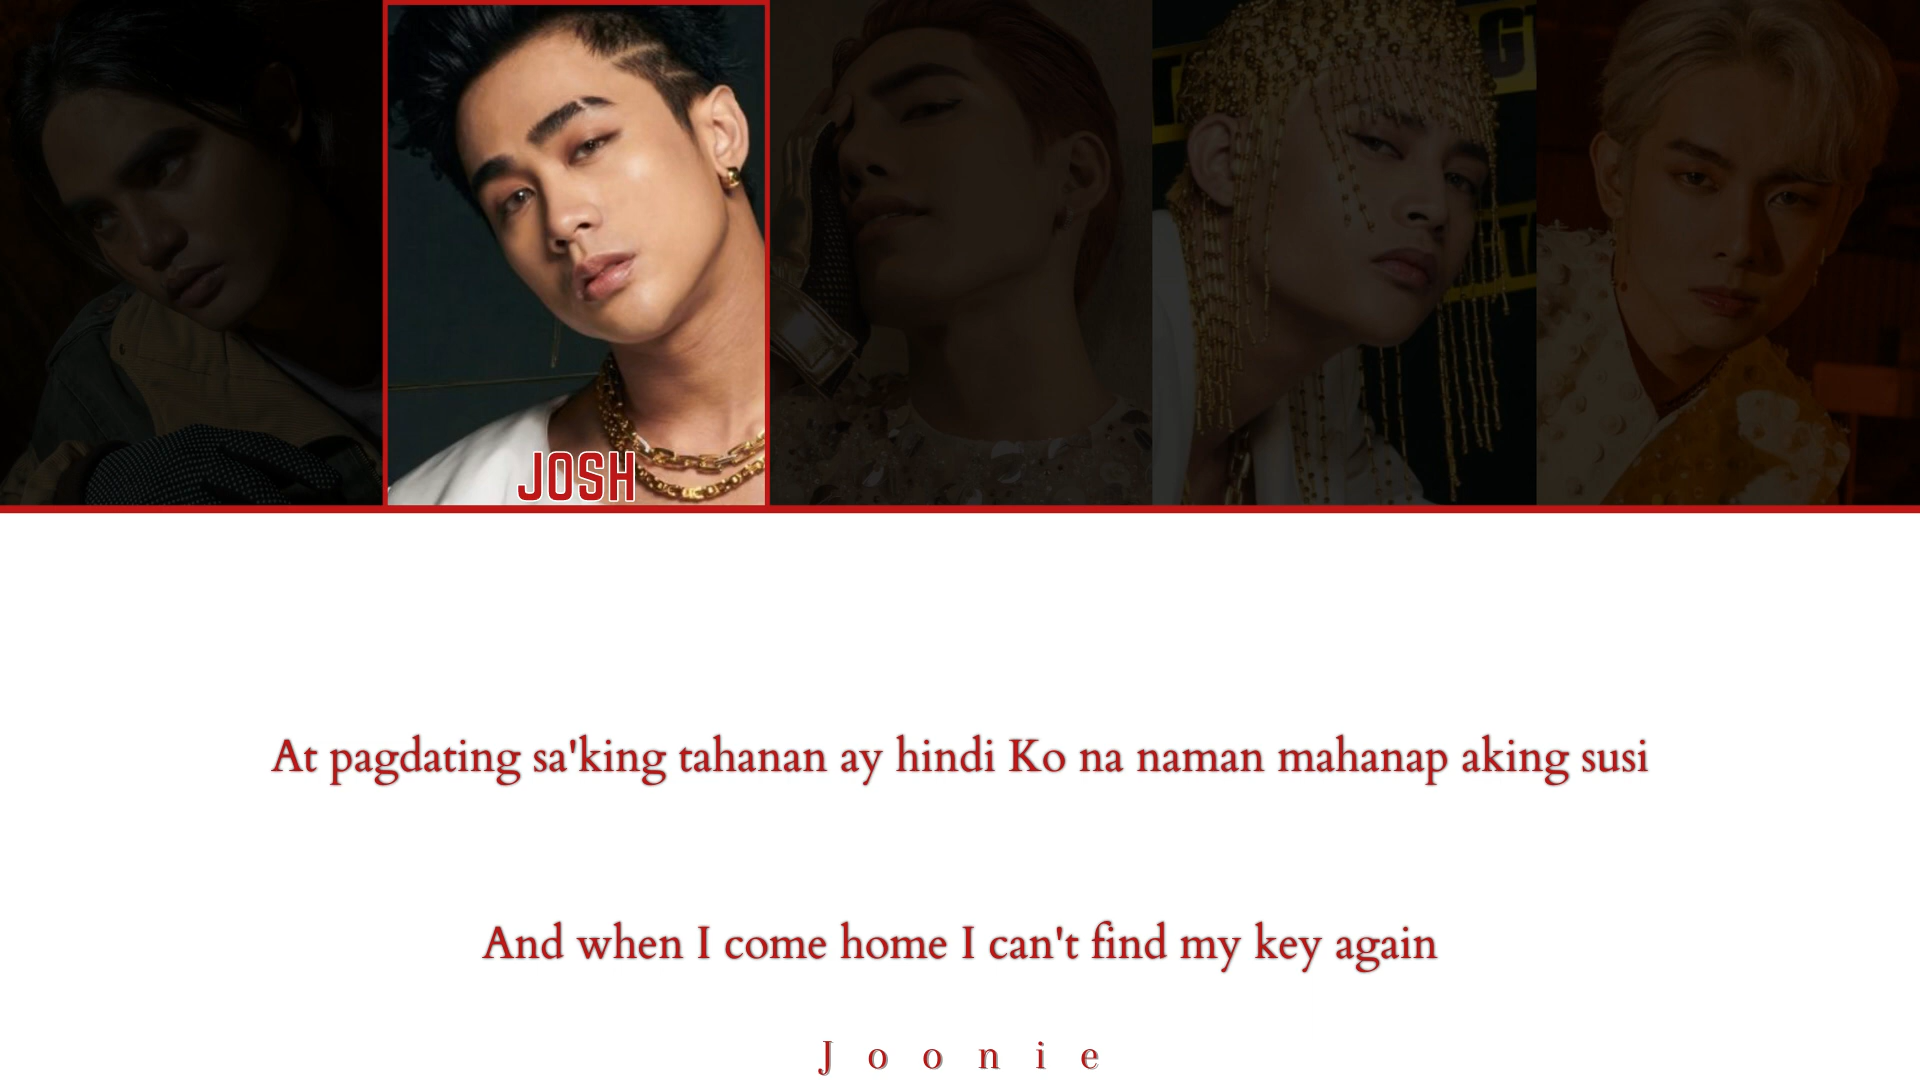 JOSH
At pagdating sa'king tahanan ay hindi Ko na naman mahanap aking susi
And when I come home I can't find my key again
Joonie